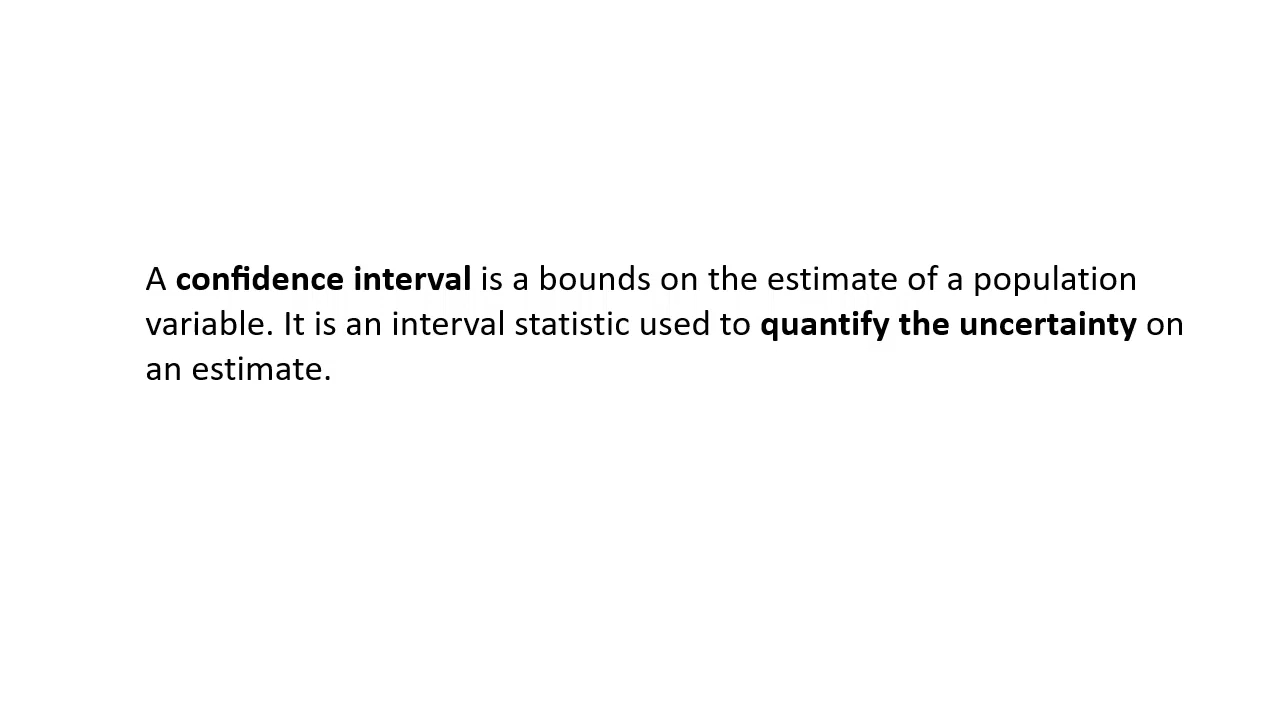 A confidence interval is a bounds on the estimate of a population
variable. It is an interval statistic used to quantify the uncertainty on
an estimate.